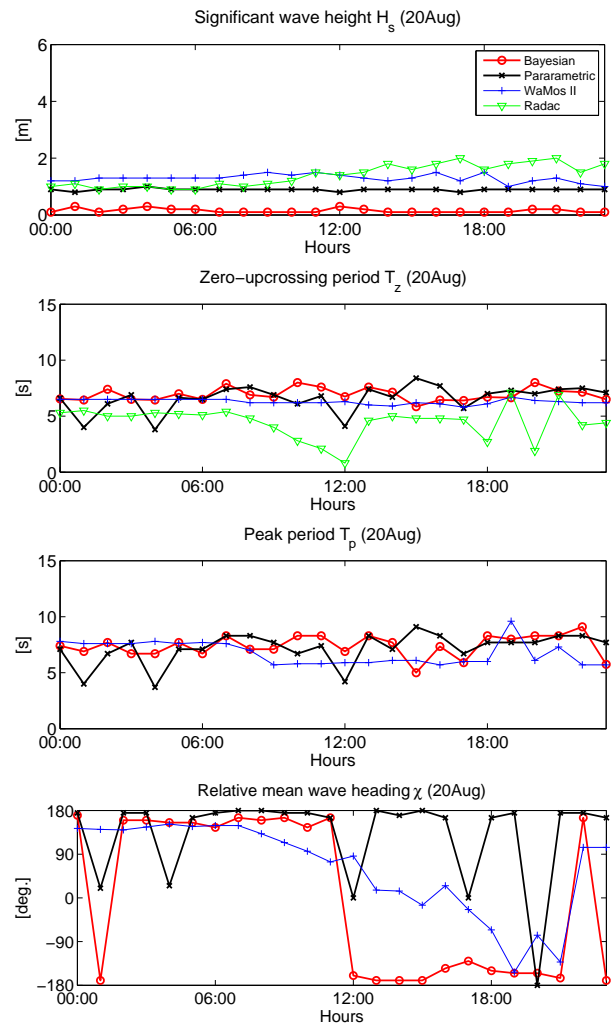 Significant wave height H_s (20Aug)
6
4
2
0
[m]
Bayesian
Pararametric
WaMos II
Radac
00:00 06:00 12:00 18:00
Hours
Zero-upcrossing period T_z (20Aug)
15
10
5
0
[s]
00:00 06:00 12:00 18:00
Hours
Peak period T_p (20Aug)
15
10
5
0
[s]
00:00 06:00 12:00 18:00
Hours
Relative mean wave heading χ (20Aug)
180
90
0
−90
−180
[deg.]
00:00 06:00 12:00 18:00
Hours